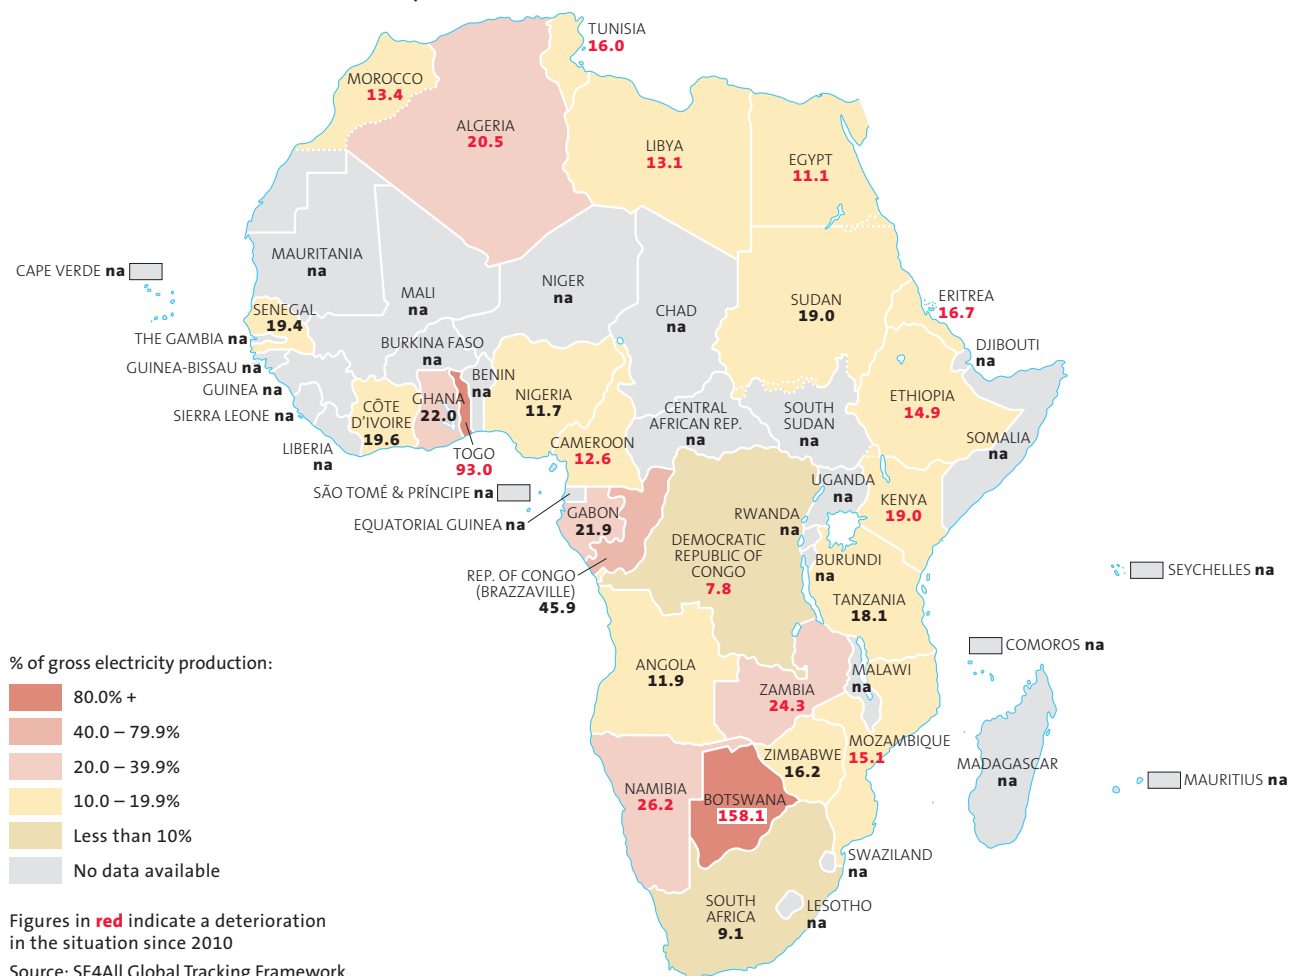 TUNISIA
16.0
MOROCCO
13.4
ALGERIA
20.5
LIBYA
13.1
EGYPT
11.1
MAURITANIA
na
CAPE VERDE na
MALI
na
NIGER
na
CHAD
na
SUDAN
19.0
ERITREA
16.7
SENEGAL
19.4
THE GAMBIA na
BURKINA FASO
na
DJIBOUTI
na
GUINEA-BISSAU na
GUINEA na
SIERRA LEONE na
LIBERIA
na
CÔTE
D'IVOIRE
19.6
GHANA
22.0
BENIN
na
TOGO
93.0
NIGERIA
11.7
CAMEROON
12.6
CENTRAL
AFRICAN REP.
na
SOUTH
SUDAN
na
ETHIOPIA
14.9
SOMALIA
na
SÃO TOMÉ & PRÍNCIPE na
EQUATORIAL GUINEA na
GABON
21.9
REP. OF CONGO
(BRAZZAVILLE)
45.9
DEMOCRATIC
REPUBLIC OF
CONGO
7.8
UGANDA
na
RWANDA
na
BURUNDI
na
KENYA
19.0
TANZANIA
18.1
SEYCHELLES na
COMOROS na
ANGOLA
11.9
ZAMBIA
24.3
MALAWI
na
MOZAMBIQUE
15.1
ZIMBABWE
16.2
MADAGASCAR
na
MAURITIUS na
NAMIBIA
26.2
BOTSWANA
158.1
SWAZILAND
na
LESOTHO
na
SOUTH
AFRICA
9.1
% of gross electricity production:
80.0% +
40.0 – 79.9%
20.0 – 39.9%
10.0 – 19.9%
Less than 10%
No data available
Figures in red indicate a deterioration
in the situation since 2010
Source: SE4All Global Tracking Framework